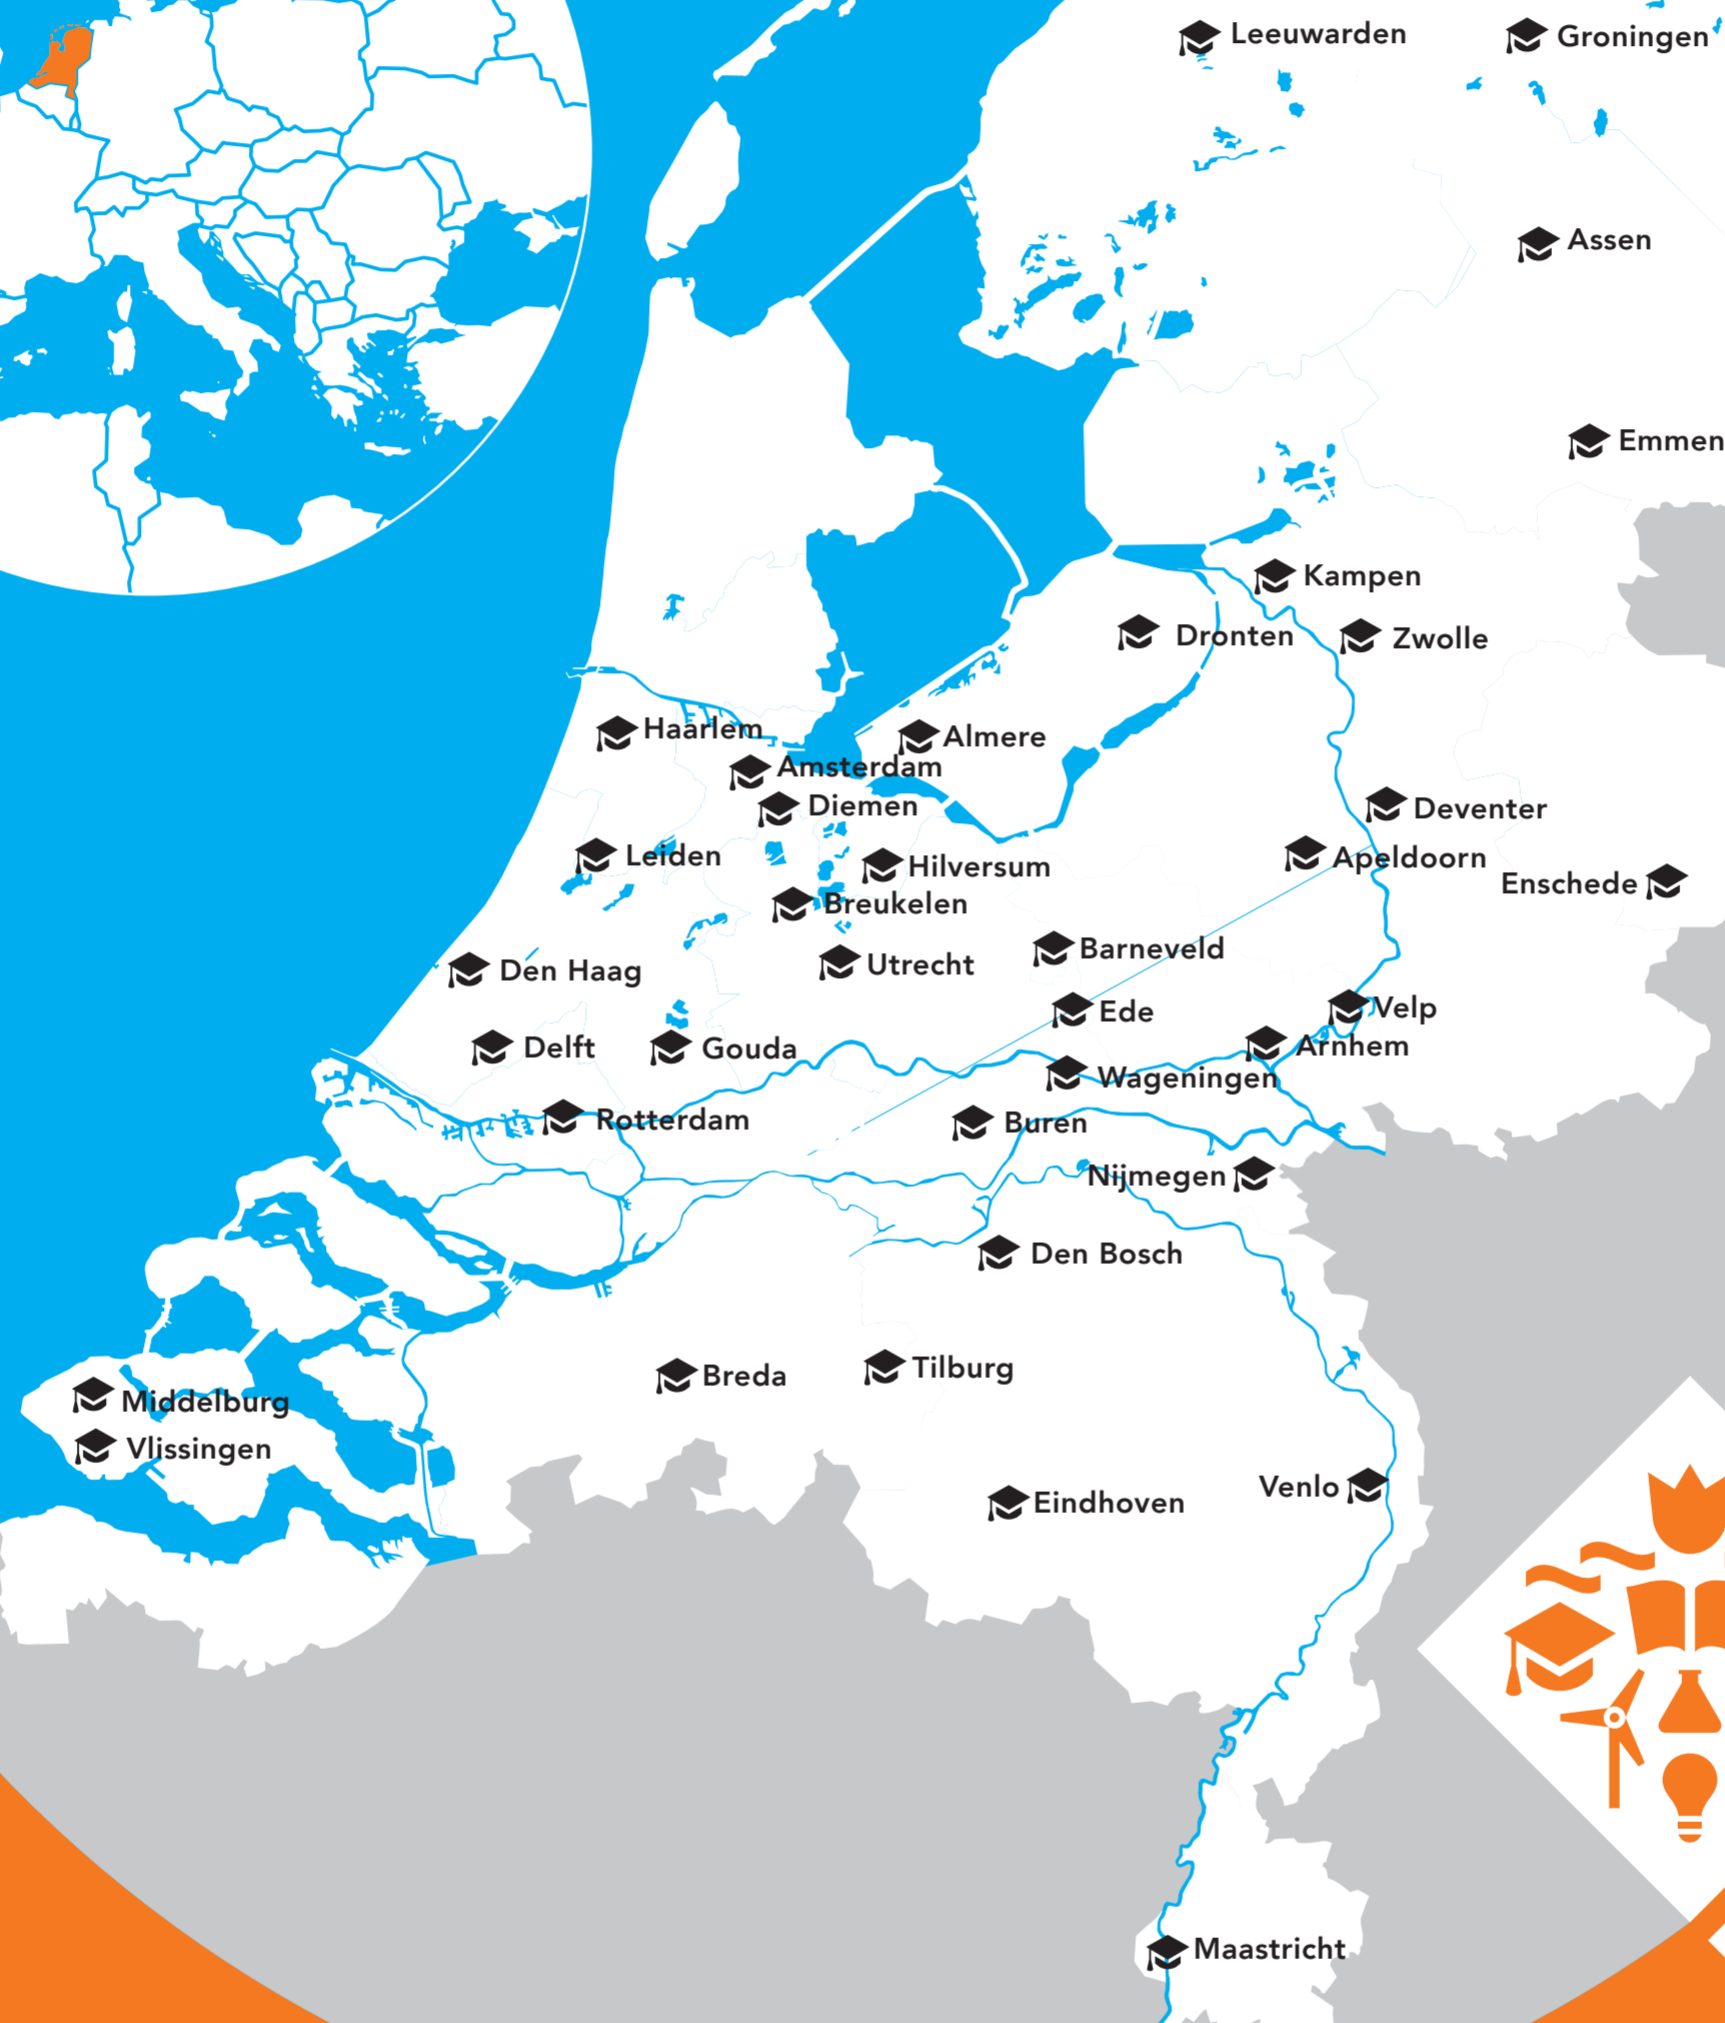 Leeuwarden
Groningen
Assen
Emmen
Kampen
Dronten
Zwolle
Haarlem
Almere
Amsterdam
Diemen
Deventer
Leiden
Hilversum
Apeldoorn
Enschede
Breukelen
Barneveld
Utrecht
Den Haag
Velp
Ede
Arnhem
Delft
Gouda
Wageningen
Rotterdam
Buren
Nijmegen
Den Bosch
Tilburg
Breda
Middelburg
Vlissingen
Venlo
Eindhoven
Maastricht